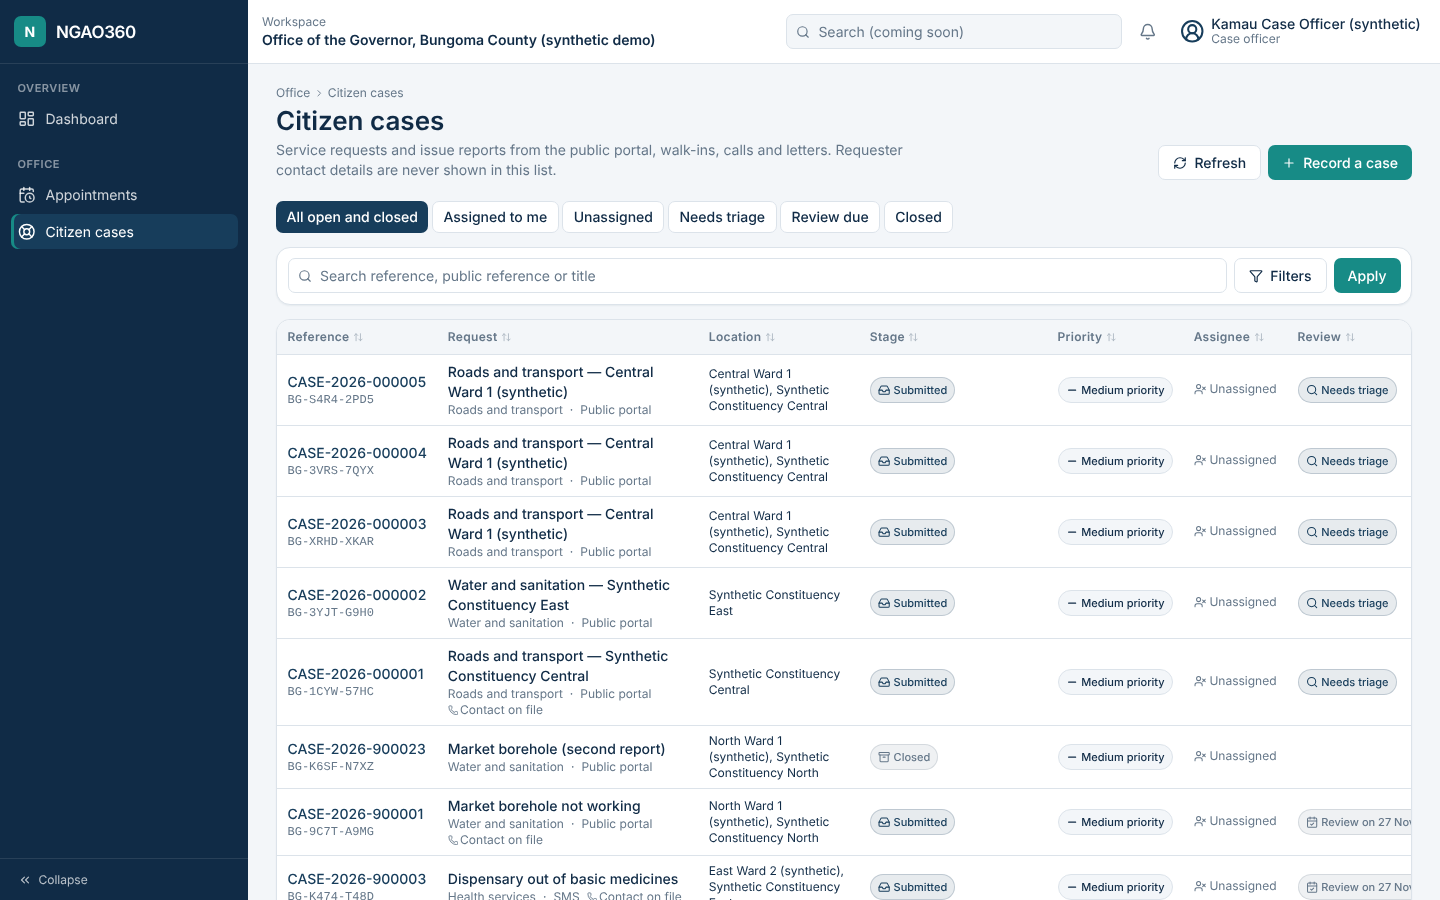 N NGAO360
OVERVIEW
Dashboard
OFFICE
Appointments
Citizen cases
Collapse
Workspace
Office of the Governor, Bungoma County (synthetic demo)
Search (coming soon)
Kamau Case Officer (synthetic)
Case officer
Office › Citizen cases
Citizen cases
Service requests and issue reports from the public portal, walk-ins, calls and letters. Requester
contact details are never shown in this list.
Refresh
Record a case
All open and closed
Assigned to me
Unassigned
Needs triage
Review due
Closed
Search reference, public reference or title
Filters
Apply
Reference Request Location Stage Priority Assignee Review
CASE-2026-000005
BG-S4R4-2PD5
Roads and transport — Central
Ward 1 (synthetic)
Roads and transport · Public portal
Central Ward 1
(synthetic), Synthetic
Constituency Central
Submitted
Medium priority
Unassigned
Needs triage
CASE-2026-000004
BG-3VRS-7QYX
Roads and transport — Central
Ward 1 (synthetic)
Roads and transport · Public portal
Central Ward 1
(synthetic), Synthetic
Constituency Central
Submitted
Medium priority
Unassigned
Needs triage
CASE-2026-000003
BG-XRHD-XKAR
Roads and transport — Central
Ward 1 (synthetic)
Roads and transport · Public portal
Central Ward 1
(synthetic), Synthetic
Constituency Central
Submitted
Medium priority
Unassigned
Needs triage
CASE-2026-000002
BG-3YJT-G9H0
Water and sanitation — Synthetic
Constituency East
Water and sanitation · Public portal
Synthetic Constituency
East
Submitted
Medium priority
Unassigned
Needs triage
CASE-2026-000001
BG-1CYW-57HC
Roads and transport — Synthetic
Constituency Central
Roads and transport · Public portal
Contact on file
Synthetic Constituency
Central
Submitted
Medium priority
Unassigned
Needs triage
CASE-2026-900023
BG-K6SF-N7XZ
Market borehole (second report)
Water and sanitation · Public portal
North Ward 1
(synthetic), Synthetic
Constituency North
Closed
Medium priority
Unassigned
CASE-2026-900001
BG-9C7T-A9MG
Market borehole not working
Water and sanitation · Public portal
Contact on file
North Ward 1
(synthetic), Synthetic
Constituency North
Submitted
Medium priority
Unassigned
Review on 27
CASE-2026-900003
BG-K474-T48D
Dispensary out of basic medicines
Health services · SMS Contact on file
East Ward 2 (synthetic),
Synthetic Constituency
Submitted
Medium priority
Unassigned
Review on 27